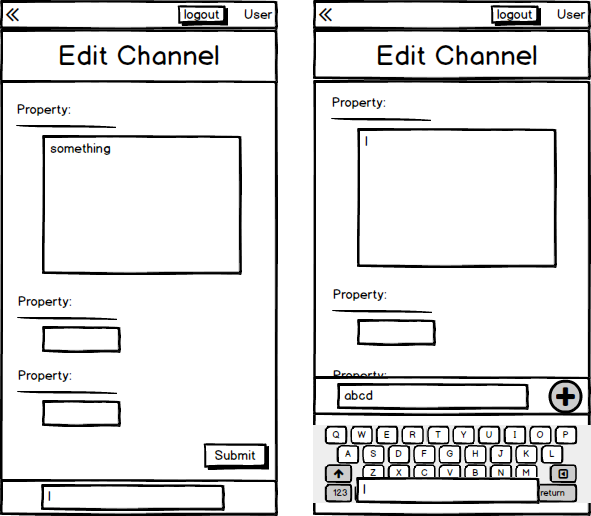 logout User
Edit Channel
Property:
something
Property:
Property:
Submit
logout User
Edit Channel
Property:
Property:
Property:
abcd
Q W E R T Y U I O P
A S D F G H J K L
Z X C V B N M
123 return